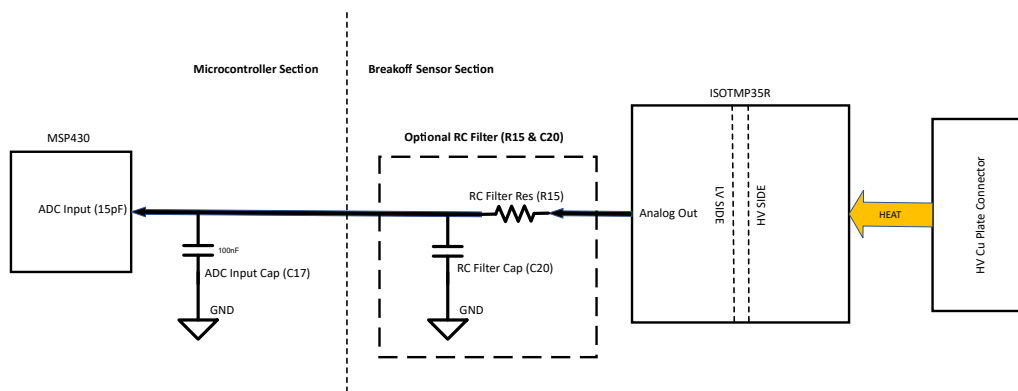 Microcontroller Section
Breakoff Sensor Section
ISOTMP35R
MSP430
Optional RC Filter (R15 & C20)
RC Filter Res (R15)
ADC Input (15pF)
Analog Out
LV SIDE
HV SIDE
HEAT
HV Cu Plate Connector
100nF
ADC Input Cap (C17)
RC Filter Cap (C20)
GND
GND